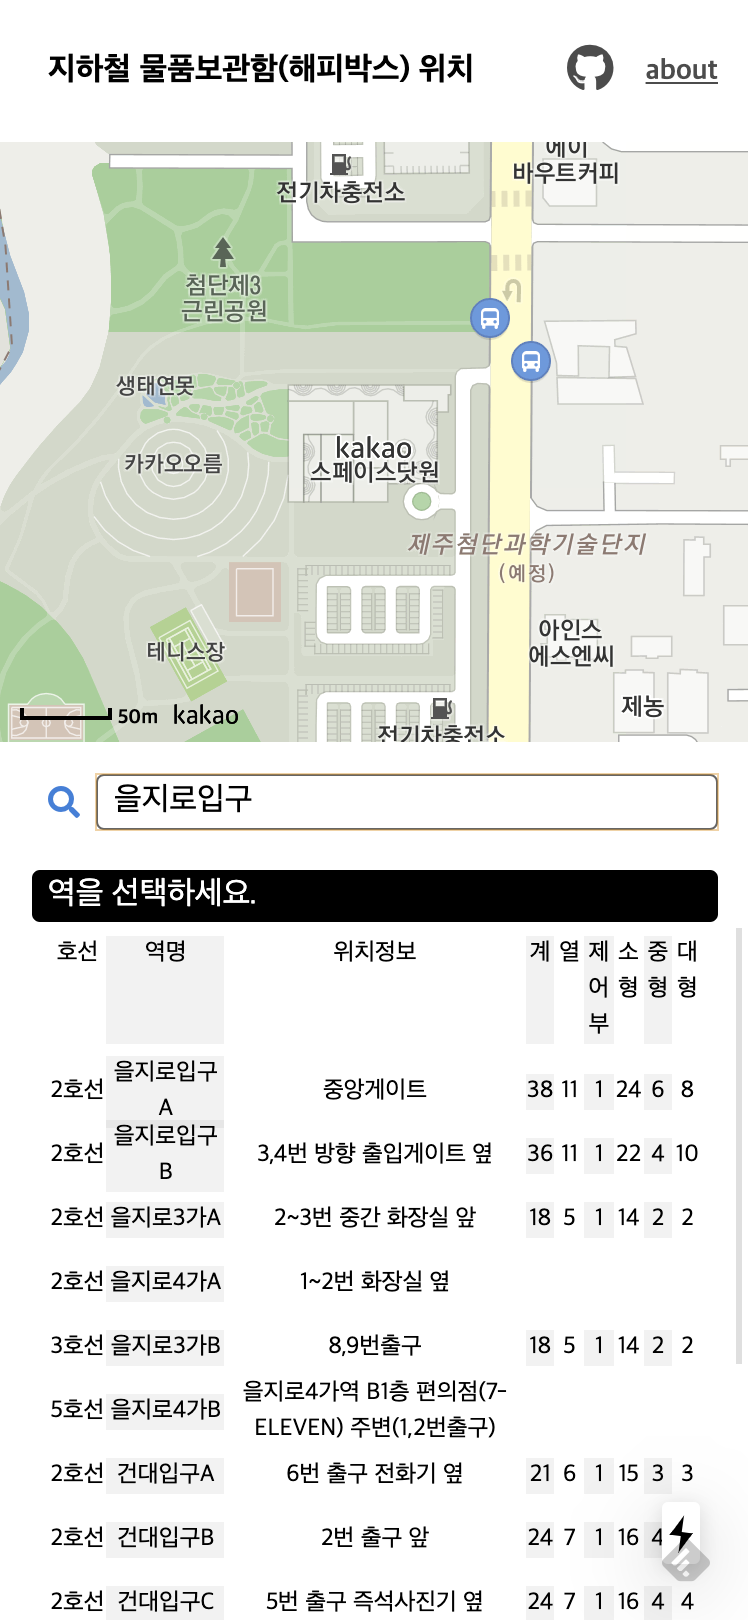 지하철 물품보관함(해피박스) 위치
about
에이
바우트커피
전기차충전소
첨단제3
근린공원
생태연못
카카오오름
kakao
스페이스닷원
제주첨단과학기술단지
(예정)
아인스
에스엔씨
테니스장
제농
50m kakao
전기차충전소
을지로입구
역을 선택하세요.
호선 역명 위치정보 계 열 제어부 소형 중형 대형
2호선 을지로입구A 중앙게이트 38 11 1 24 6 8
2호선 을지로입구B 3,4번 방향 출입게이트 옆 36 11 1 22 4 10
2호선 을지로3가A 2~3번 중간 화장실 앞 18 5 1 14 2 2
2호선 을지로4가A 1~2번 화장실 옆
3호선 을지로3가B 8,9번출구 18 5 1 14 2 2
5호선 을지로4가B 을지로4가역 B1층 편의점(7-ELEVEN) 주변(1,2번출구)
2호선 건대입구A 6번 출구 전화기 옆 21 6 1 15 3 3
2호선 건대입구B 2번 출구 앞 24 7 1 16 4
2호선 건대입구C 5번 출구 즉석사진기 옆 24 7 1 16 4 4